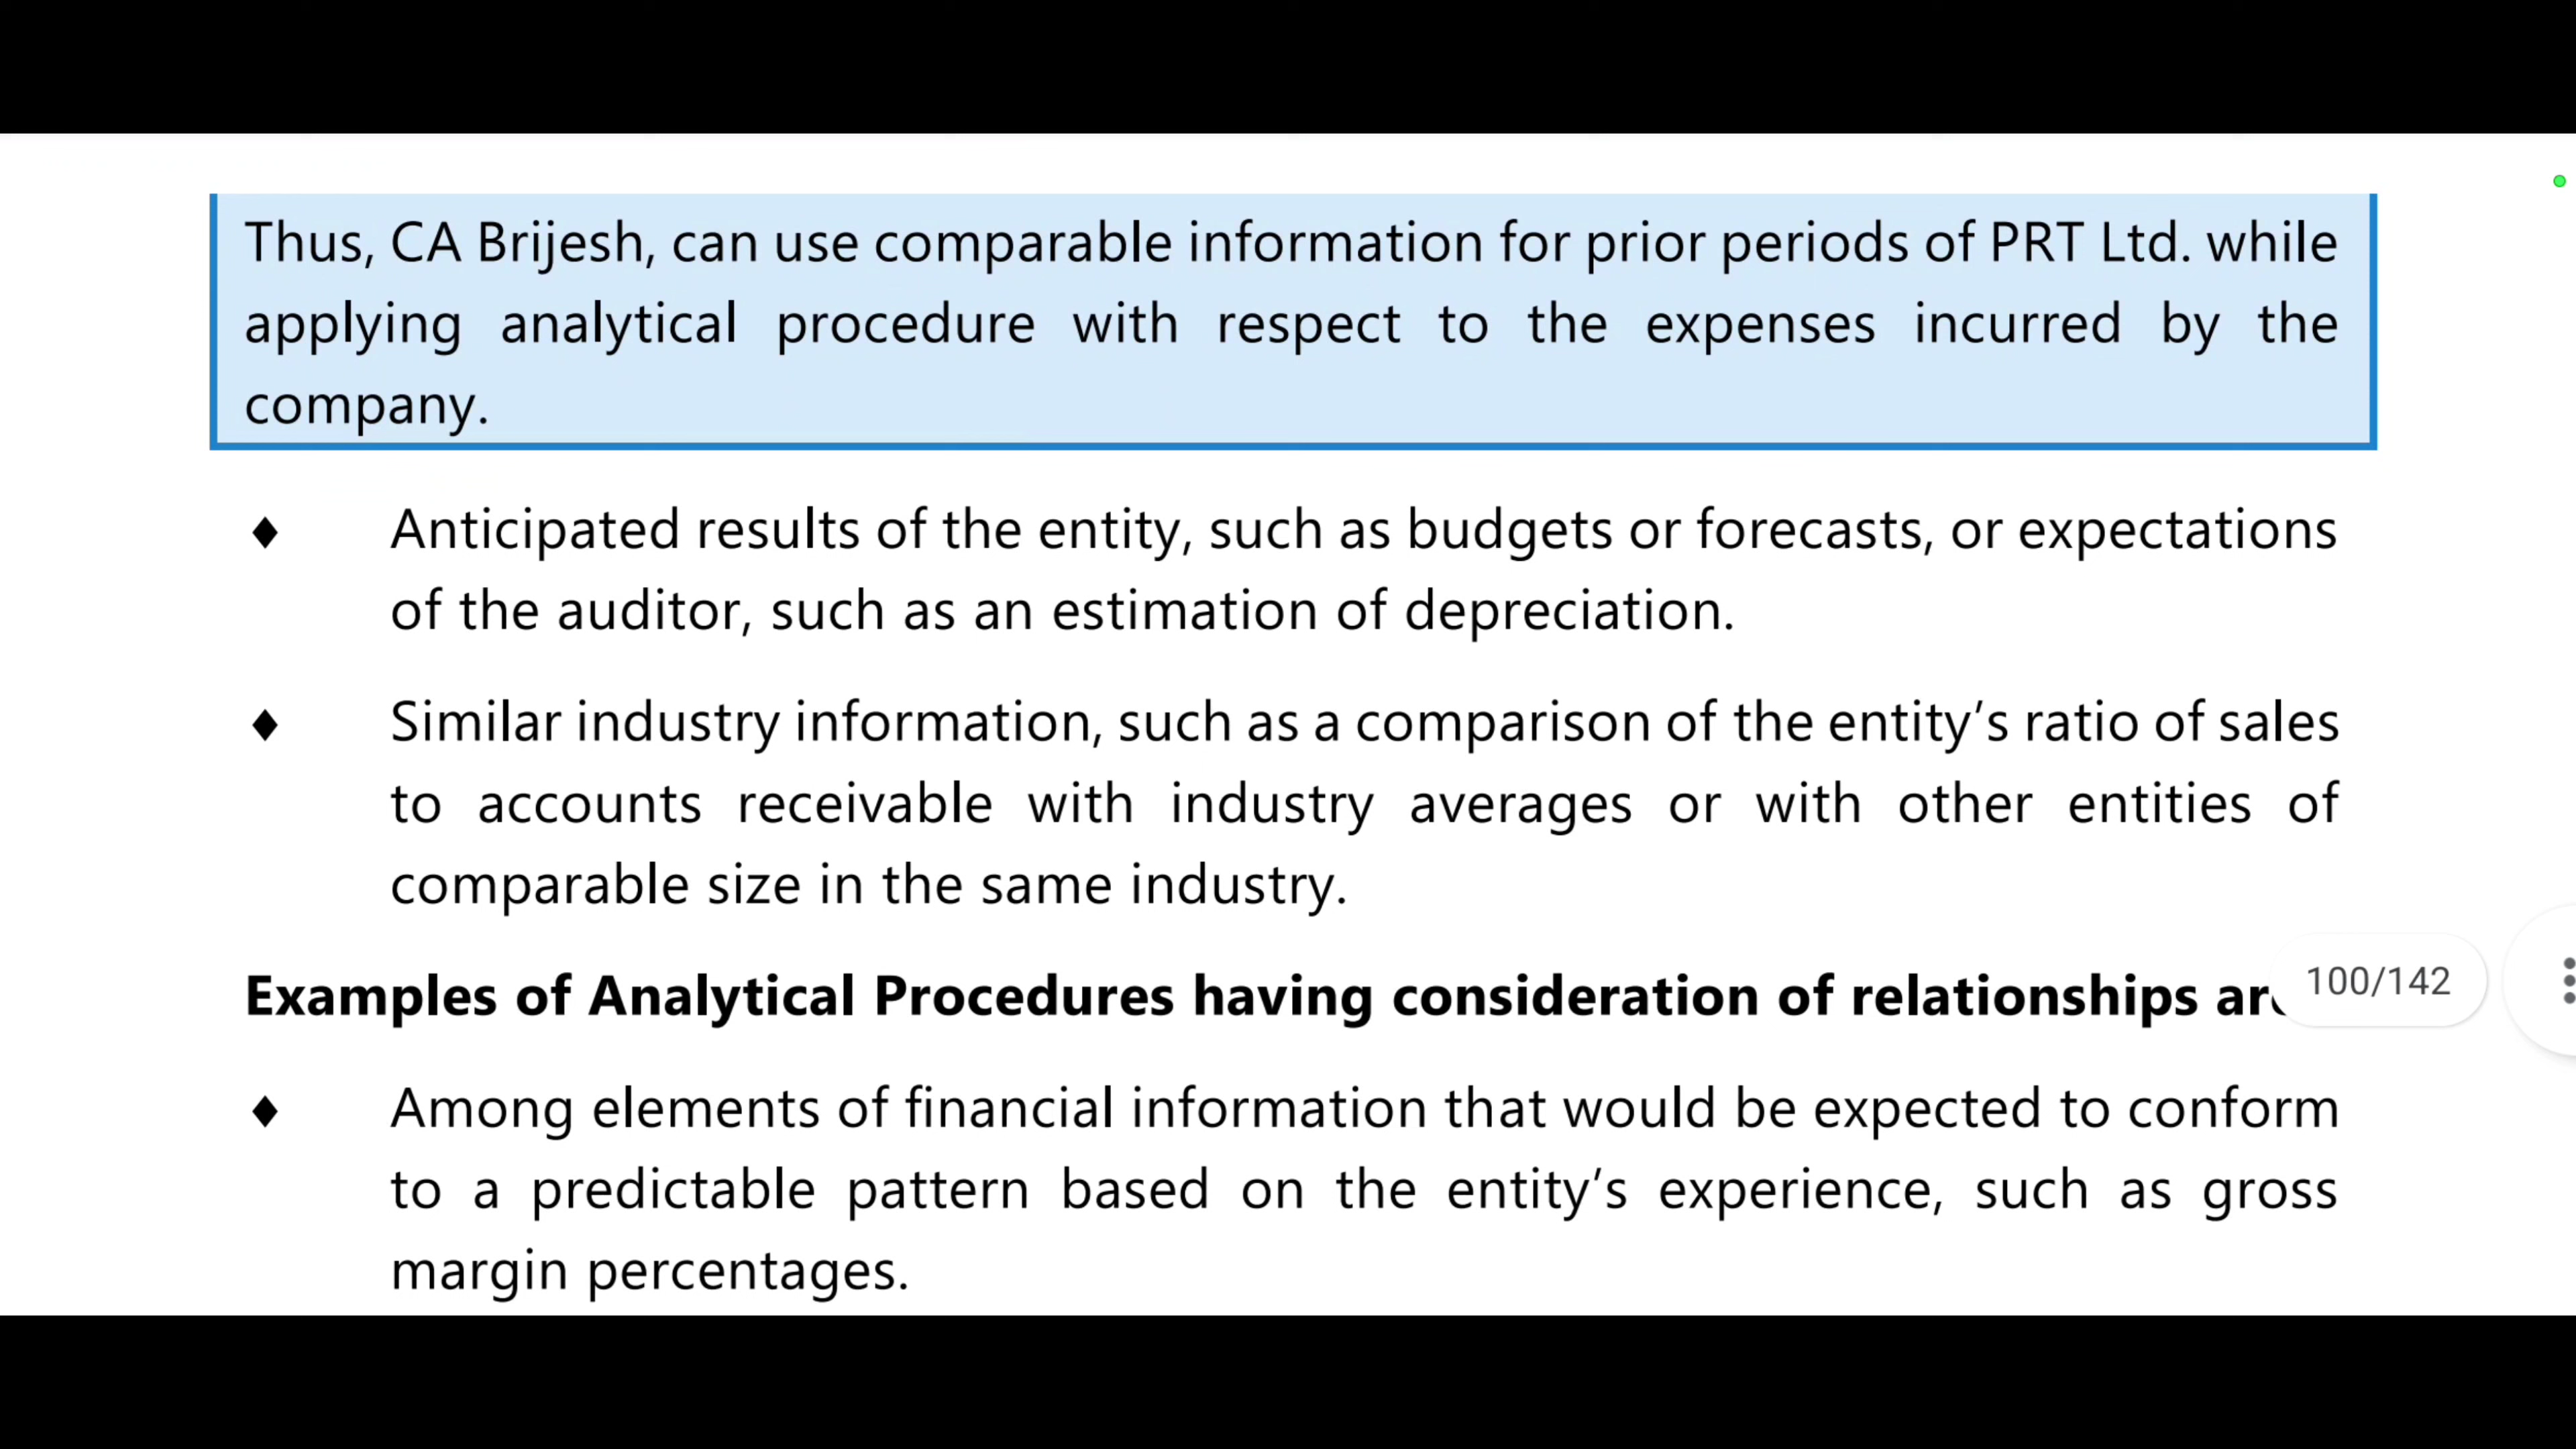 Thus, CA Brijesh, can use comparable information for prior periods of PRT Ltd. while
applying analytical procedure with respect to the expenses incurred by the
company.
♦ Anticipated results of the entity, such as budgets or forecasts, or expectations
of the auditor, such as an estimation of depreciation.
♦ Similar industry information, such as a comparison of the entity’s ratio of sales
to accounts receivable with industry averages or with other entities of
comparable size in the same industry.
Examples of Analytical Procedures having consideration of relationships are
100/142
♦ Among elements of financial information that would be expected to conform
to a predictable pattern based on the entity’s experience, such as gross
margin percentages.